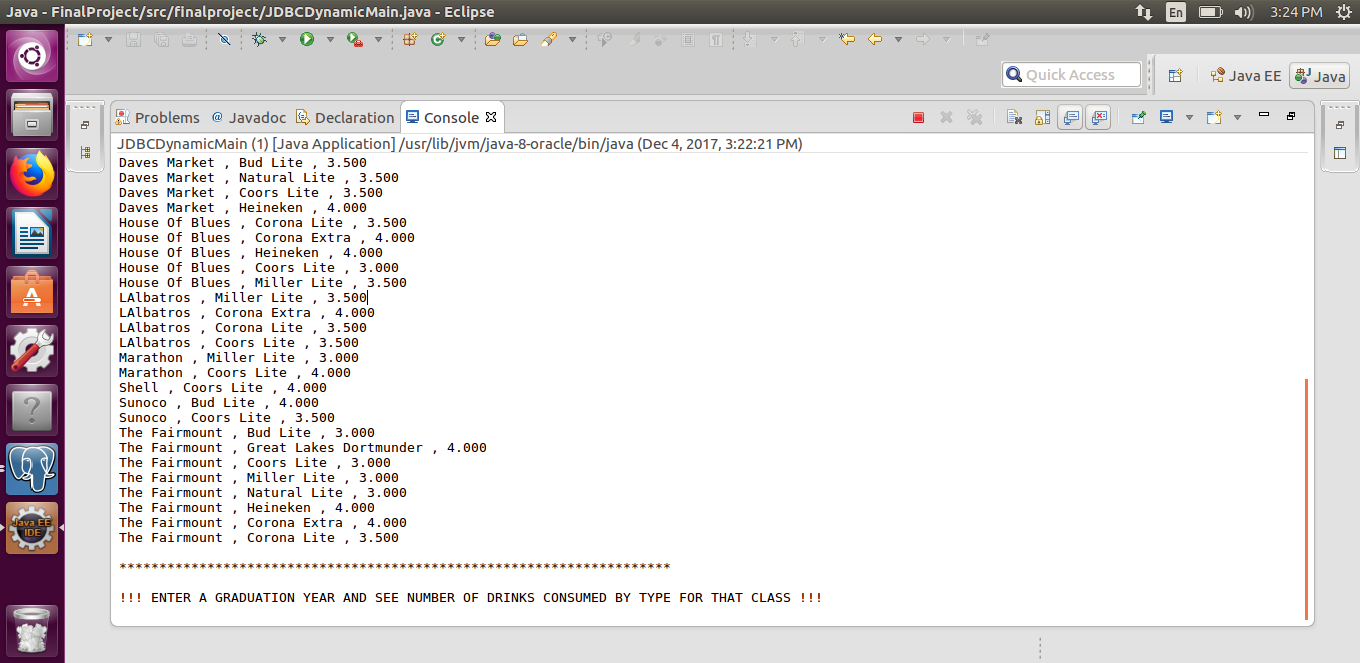 Java - FinalProject/src/finalproject/JDBCDynamicMain.java - Eclipse
En
3:24 PM
Quick Access
Java EE
Java
Problems
@ Javadoc
Declaration
Console
JDBCDynamicMain (1) [Java Application] /usr/lib/jvm/java-8-oracle/bin/java (Dec 4, 2017, 3:22:21 PM)
Daves Market , Bud Lite , 3.500
Daves Market , Natural Lite , 3.500
Daves Market , Coors Lite , 3.500
Daves Market , Heineken , 4.000
House Of Blues , Corona Lite , 3.500
House Of Blues , Corona Extra , 4.000
House Of Blues , Heineken , 4.000
House Of Blues , Coors Lite , 3.000
House Of Blues , Miller Lite , 3.500
LAlbatros , Miller Lite , 3.500
LAlbatros , Corona Extra , 4.000
LAlbatros , Corona Lite , 3.500
LAlbatros , Coors Lite , 3.500
Marathon , Miller Lite , 3.000
Marathon , Coors Lite , 4.000
Shell , Coors Lite , 4.000
Sunoco , Bud Lite , 4.000
Sunoco , Coors Lite , 3.500
The Fairmount , Bud Lite , 3.000
The Fairmount , Great Lakes Dortmunder , 4.000
The Fairmount , Coors Lite , 3.000
The Fairmount , Miller Lite , 3.000
The Fairmount , Natural Lite , 3.000
The Fairmount , Heineken , 4.000
The Fairmount , Corona Extra , 4.000
The Fairmount , Corona Lite , 3.500
*********************************************************************
!!! ENTER A GRADUATION YEAR AND SEE NUMBER OF DRINKS CONSUMED BY TYPE FOR THAT CLASS !!!
Java EE
IDE